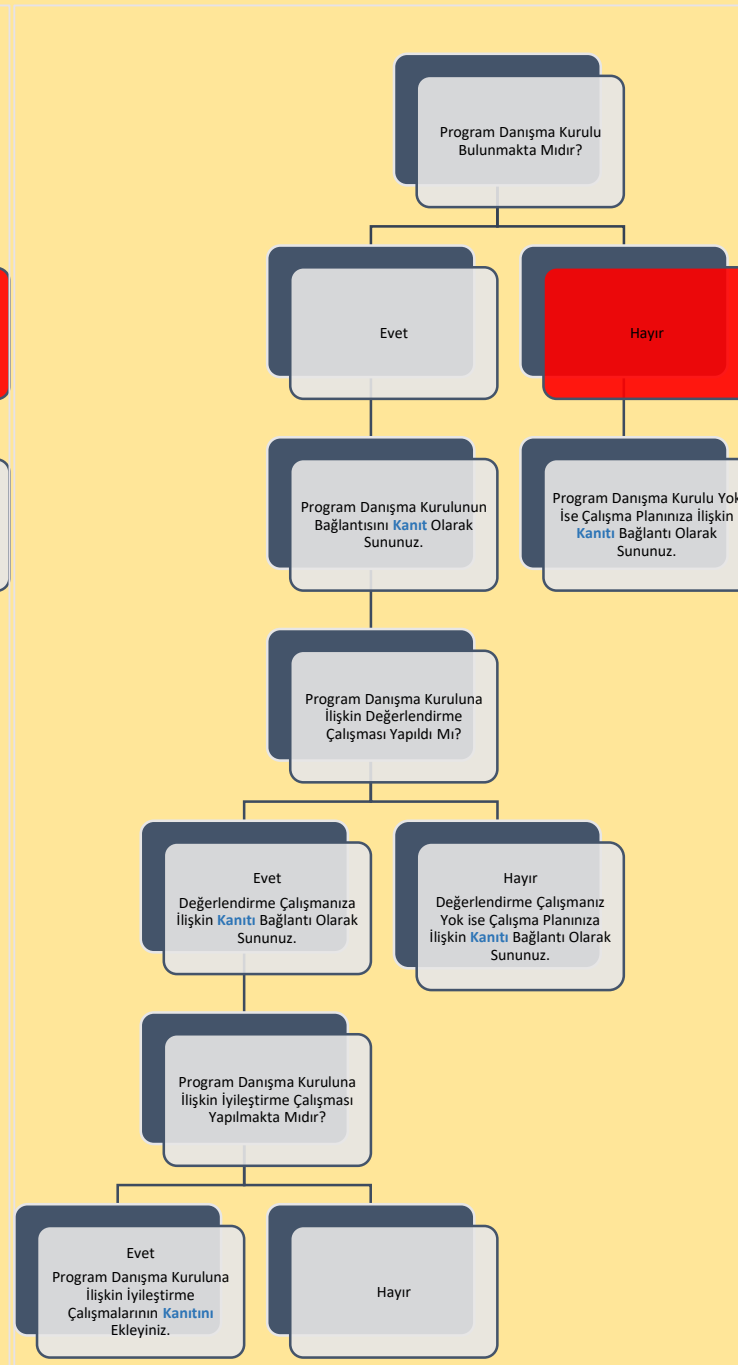 Program Danışma Kurulu
Bulunmakta Mıdır?
Evet
Hayır
Program Danışma Kurulunun
Bağlantısını Kanıt Olarak
Sununuz.
Program Danışma Kurulu Yok
İse Çalışma Planınıza İlişkin
Kanıtı Bağlantı Olarak
Sununuz.
Program Danışma Kuruluna
İlişkin Değerlendirme
Çalışması Yapıldı Mı?
Evet
Değerlendirme Çalışmanıza
İlişkin Kanıtı Bağlantı Olarak
Sununuz.
Hayır
Değerlendirme Çalışmanız
Yok ise Çalışma Planınıza
İlişkin Kanıtı Bağlantı Olarak
Sununuz.
Program Danışma Kuruluna
İlişkin İyileştirme Çalışması
Yapılmakta Mıdır?
Evet
Program Danışma Kuruluna
İlişkin İyileştirme
Çalışmalarının Kanıtını
Ekleyiniz.
Hayır